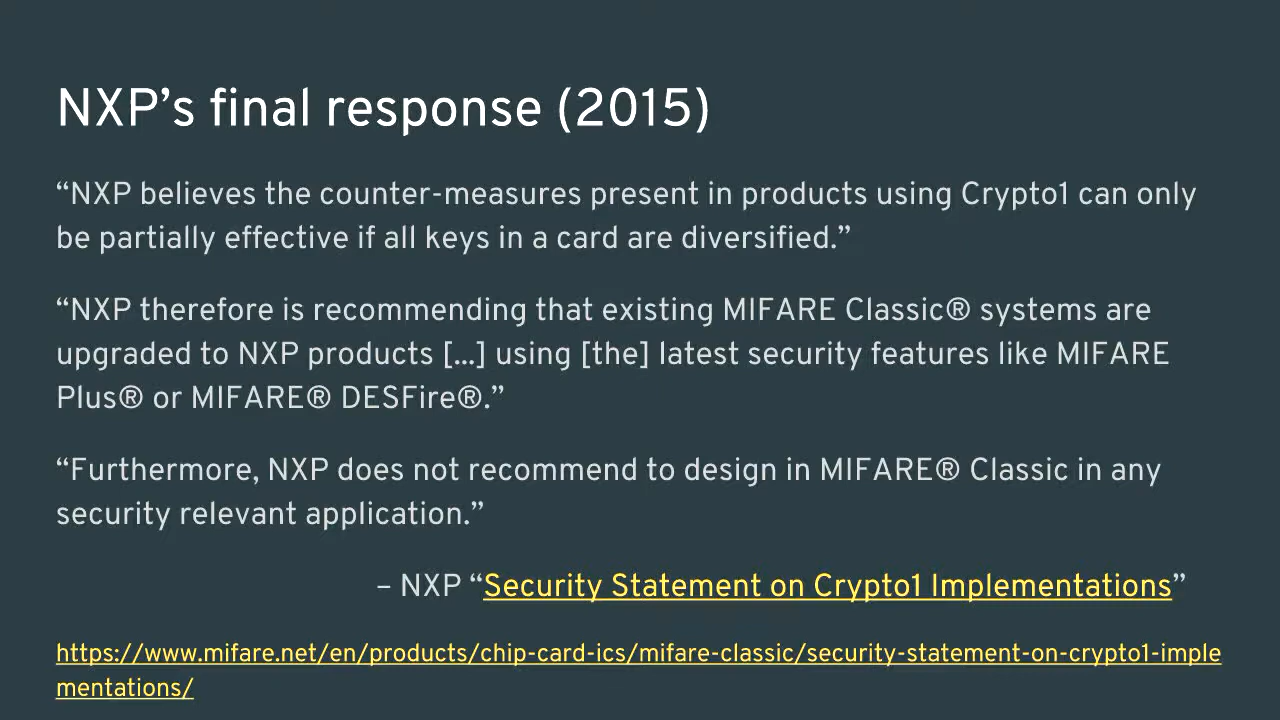 NXP’s final response (2015)
“NXP believes the counter-measures present in products using Crypto1 can only
be partially effective if all keys in a card are diversified.”
“NXP therefore is recommending that existing MIFARE Classic® systems are
upgraded to NXP products [...] using [the] latest security features like MIFARE
Plus® or MIFARE® DESFire®.”
“Furthermore, NXP does not recommend to design in MIFARE® Classic in any
security relevant application.”
– NXP “Security Statement on Crypto1 Implementations”
https://www.mifare.net/en/products/chip-card-ics/mifare-classic/security-statement-on-crypto1-imple
mentations/